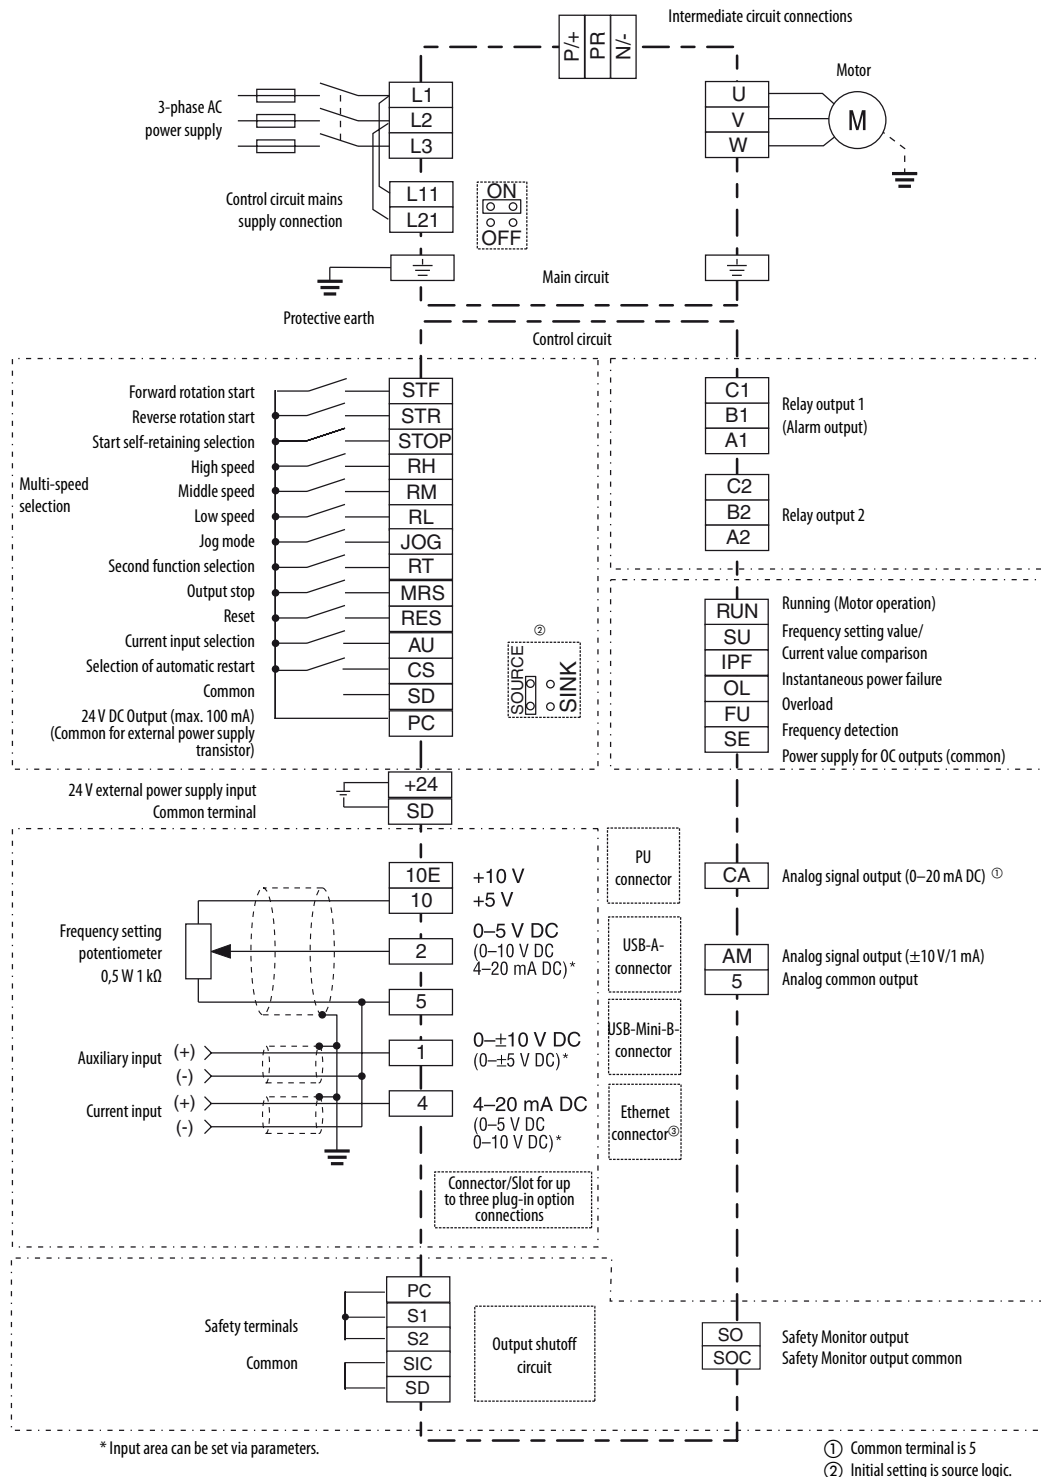 Intermediate circuit connections
P/+
PR
N/-
3-phase AC
power supply
L1
L2
L3
U
V
W
Motor
M
Control circuit mains
supply connection
L11
L21
ON
OFF
Main circuit
Protective earth
Control circuit
Multi-speed
selection
Forward rotation start
STF
Reverse rotation start
STR
Start self-retaining selection
STOP
High speed
RH
Middle speed
RM
Low speed
RL
Jog mode
JOG
Second function selection
RT
Output stop
MRS
Reset
RES
Current input selection
AU
Selection of automatic restart
CS
Common
SD
24 V DC Output (max. 100 mA)
(Common for external power supply
transistor)
PC
②
SOURCE
SINK
C1
B1
A1
Relay output 1
(Alarm output)
C2
B2
A2
Relay output 2
RUN
SU
IPF
OL
FU
SE
Running (Motor operation)
Frequency setting value/
Current value comparison
Instantaneous power failure
Overload
Frequency detection
Power supply for OC outputs (common)
24 V external power supply input
Common terminal
+24
SD
Frequency setting
potentiometer
0,5 W 1 kΩ
10E +10 V
10 +5 V
2
0–5 V DC
(0–10 V DC
4–20 mA DC)*
5
Auxiliary input
(+)
(-)
1
0–±10 V DC
(0–±5 V DC)*
Current input
(+)
(-)
4
4–20 mA DC
(0–5 V DC
0–10 V DC)*
Connector/Slot for up
to three plug-in option
connections
PU
connector
USB-A-
connector
USB-Mini-B-
connector
Ethernet
connector③
CA
Analog signal output (0–20 mA DC) ①
AM
5
Analog signal output (±10 V/1 mA)
Analog common output
Safety terminals
Common
PC
S1
S2
SIC
SD
Output shutoff
circuit
SO
SOC
Safety Monitor output
Safety Monitor output common
* Input area can be set via parameters.
① Common terminal is 5
② Initial setting is source logic.